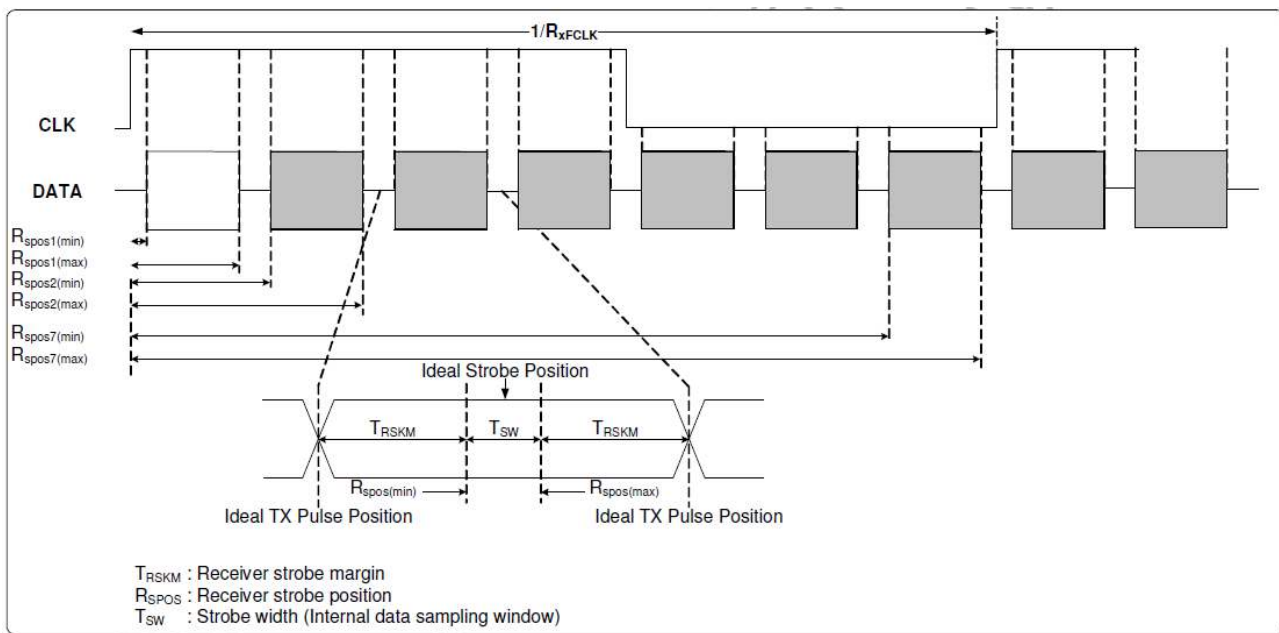 1/RxFCLK
CLK
DATA
Rspos1(min)
Rspos1(max)
Rspos2(min)
Rspos2(max)
Rspos7(min)
Rspos7(max)
Ideal Strobe Position
TRSKM TSW TRSKM
Rspos(min) Rspos(max)
Ideal TX Pulse Position Ideal TX Pulse Position
TRSKM : Receiver strobe margin
RSPOS : Receiver strobe position
TSW : Strobe width (Internal data sampling window)